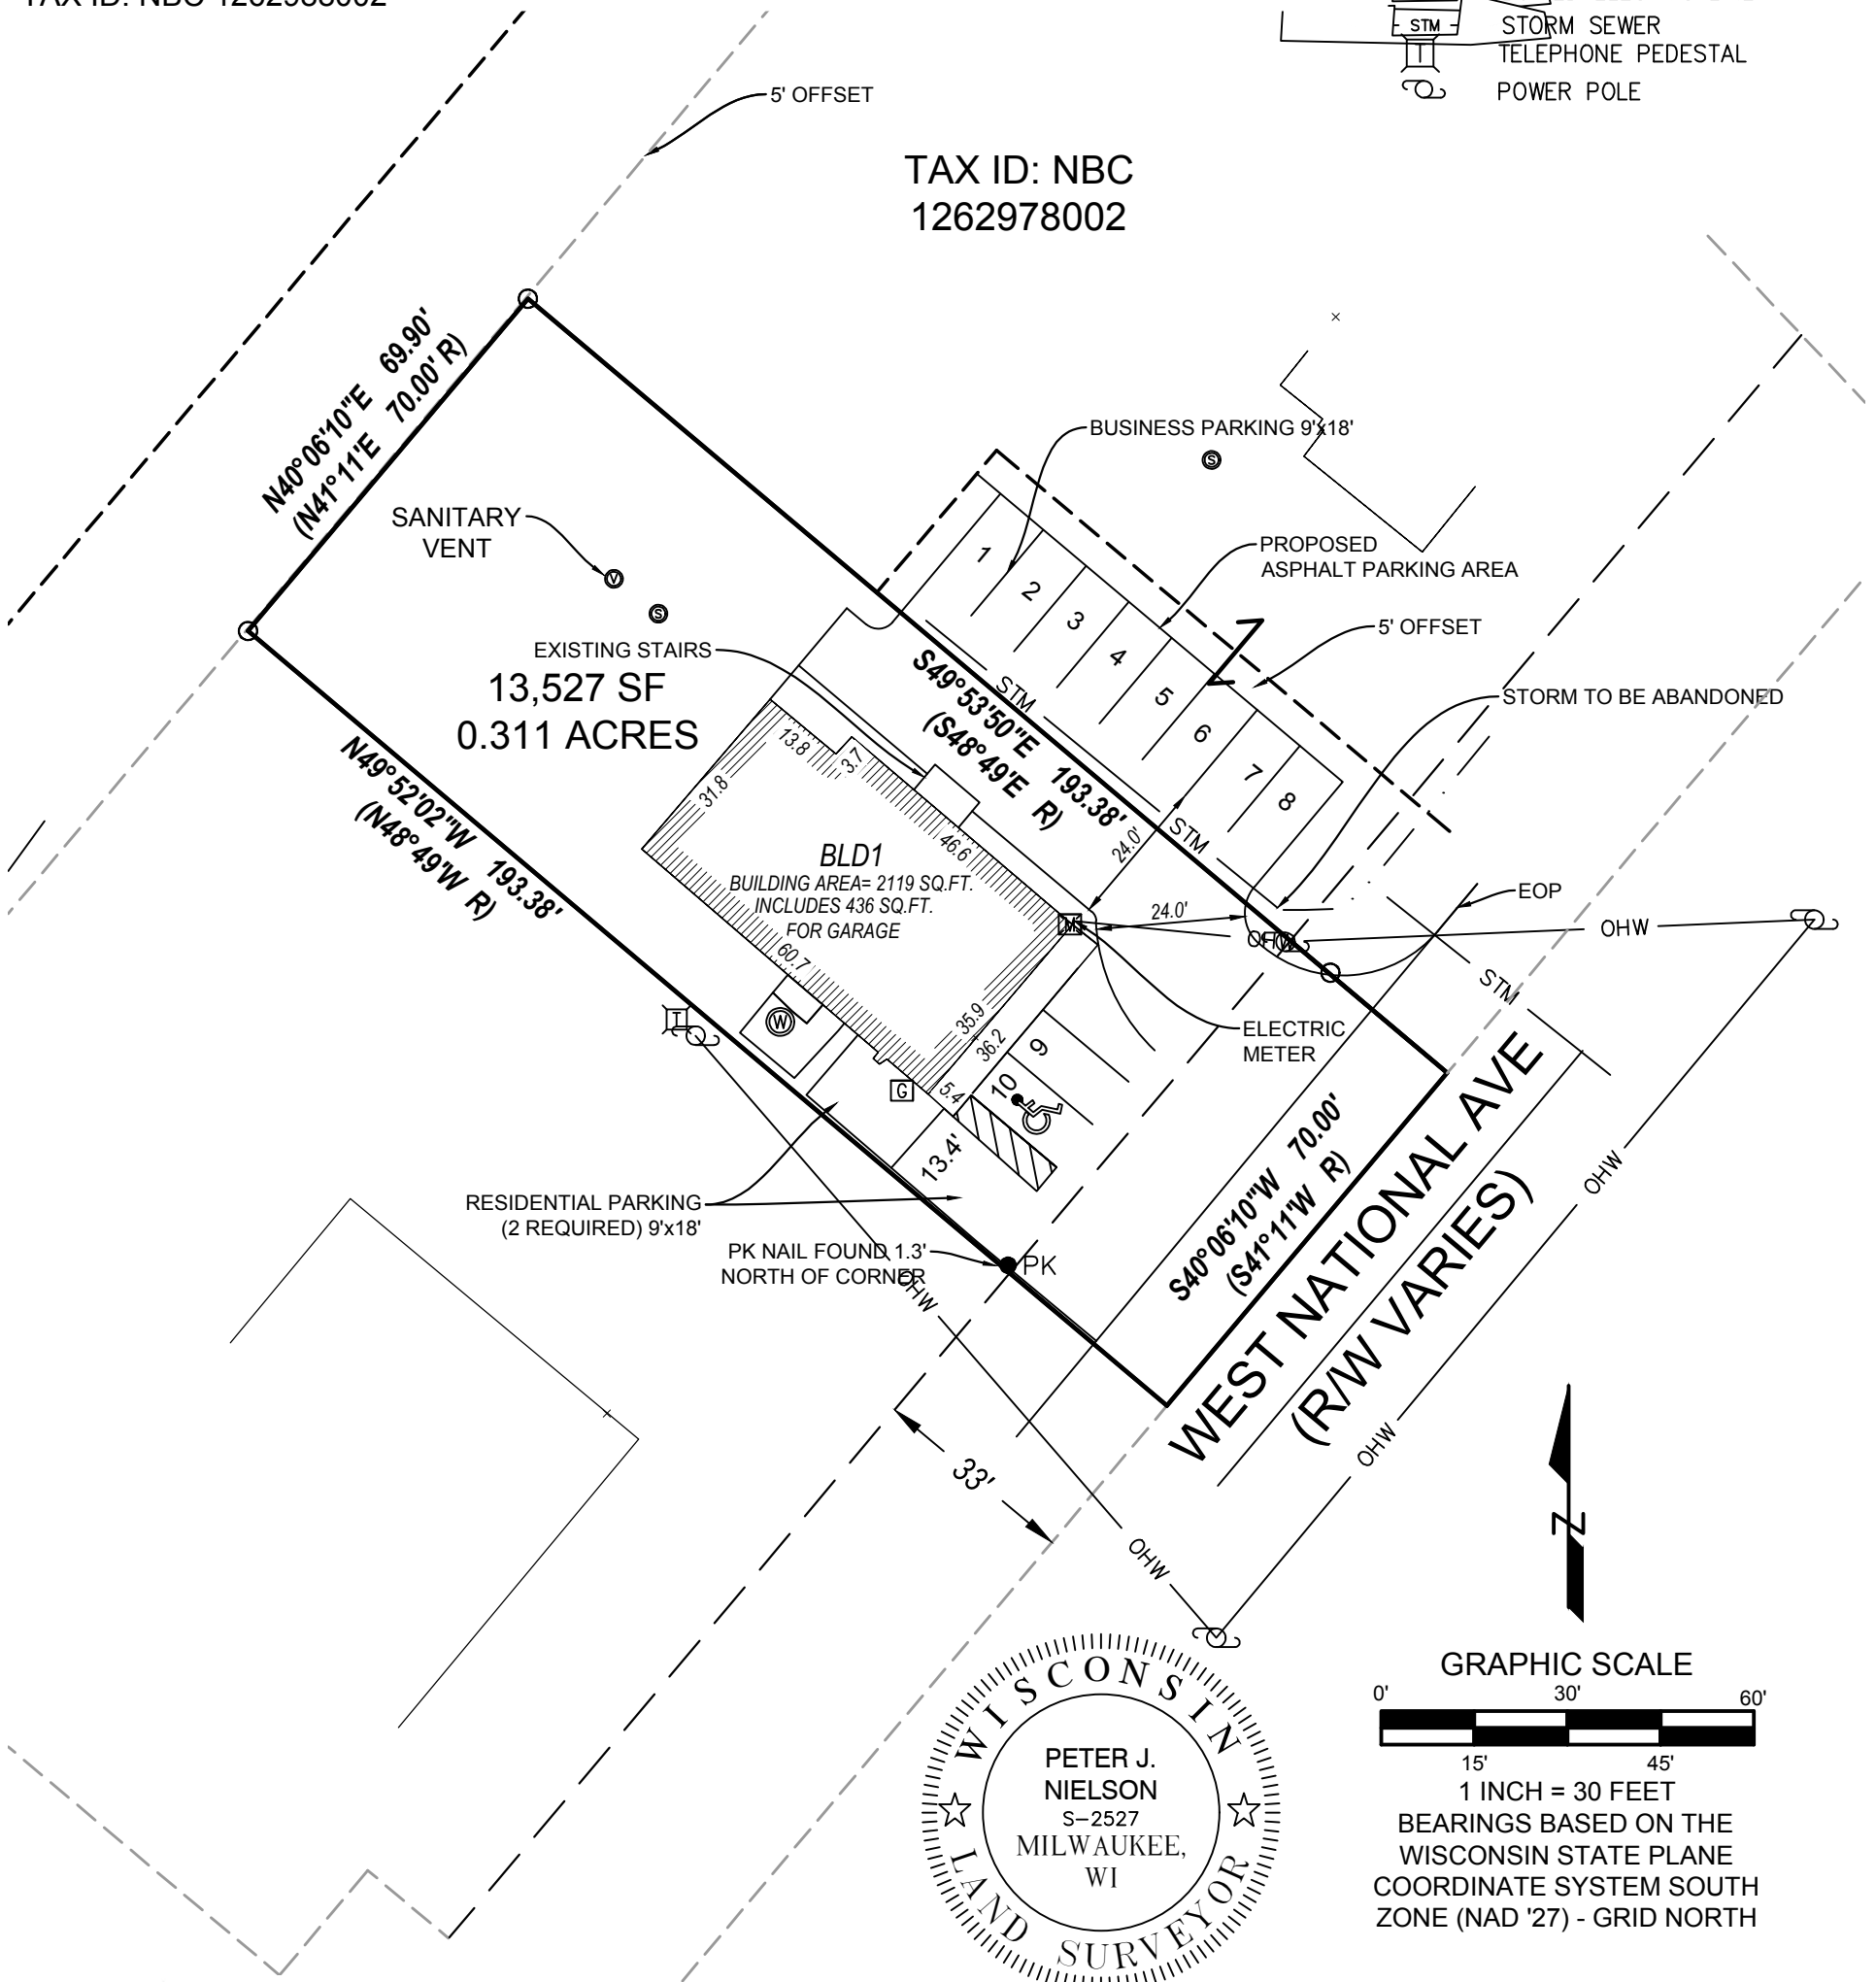 TAX ID: NBC 1262988002
STM
STORM SEWER
T
TELEPHONE PEDESTAL
POWER POLE
5' OFFSET
TAX ID: NBC
1262978002
N40°06'10"E 69.90'
(N41°11'E 70.00' R)
BUSINESS PARKING 9'x18'
S
SANITARY
VENT
V
S
PROPOSED
ASPHALT PARKING AREA
1
2
3
4
5
6
7
8
1
5' OFFSET
EXISTING STAIRS
13,527 SF
0.311 ACRES
STM
S49°53'50"E 193.38'
(S48°49'E R)
STORM TO BE ABANDONED
N49°52'02"W 193.38'
(N48°49'W R)
13.8
3.7
31.8
46.6
24.0'
STM
BLD1
BUILDING AREA= 2119 SQ.FT.
INCLUDES 436 SQ.FT.
FOR GARAGE
60.7
35.9
36.2
5.4
M
24.0'
OHW
EOP
OHW
STM
T
W
G
9
10
ELECTRIC
METER
13.4'
RESIDENTIAL PARKING
(2 REQUIRED) 9'x18'
PK NAIL FOUND 1.3'
NORTH OF CORNER
PK
OHW
S40°06'10"W 70.00'
(S41°11'W R)
WEST NATIONAL AVE
(R/W VARIES)
OHW
OHW
33'
OHW
N
WISCONSIN
PETER J.
NIELSON
S-2527
MILWAUKEE,
WI
LAND SURVEYOR
GRAPHIC SCALE
0' 30' 60'
15' 45'
1 INCH = 30 FEET
BEARINGS BASED ON THE
WISCONSIN STATE PLANE
COORDINATE SYSTEM SOUTH
ZONE (NAD '27) - GRID NORTH